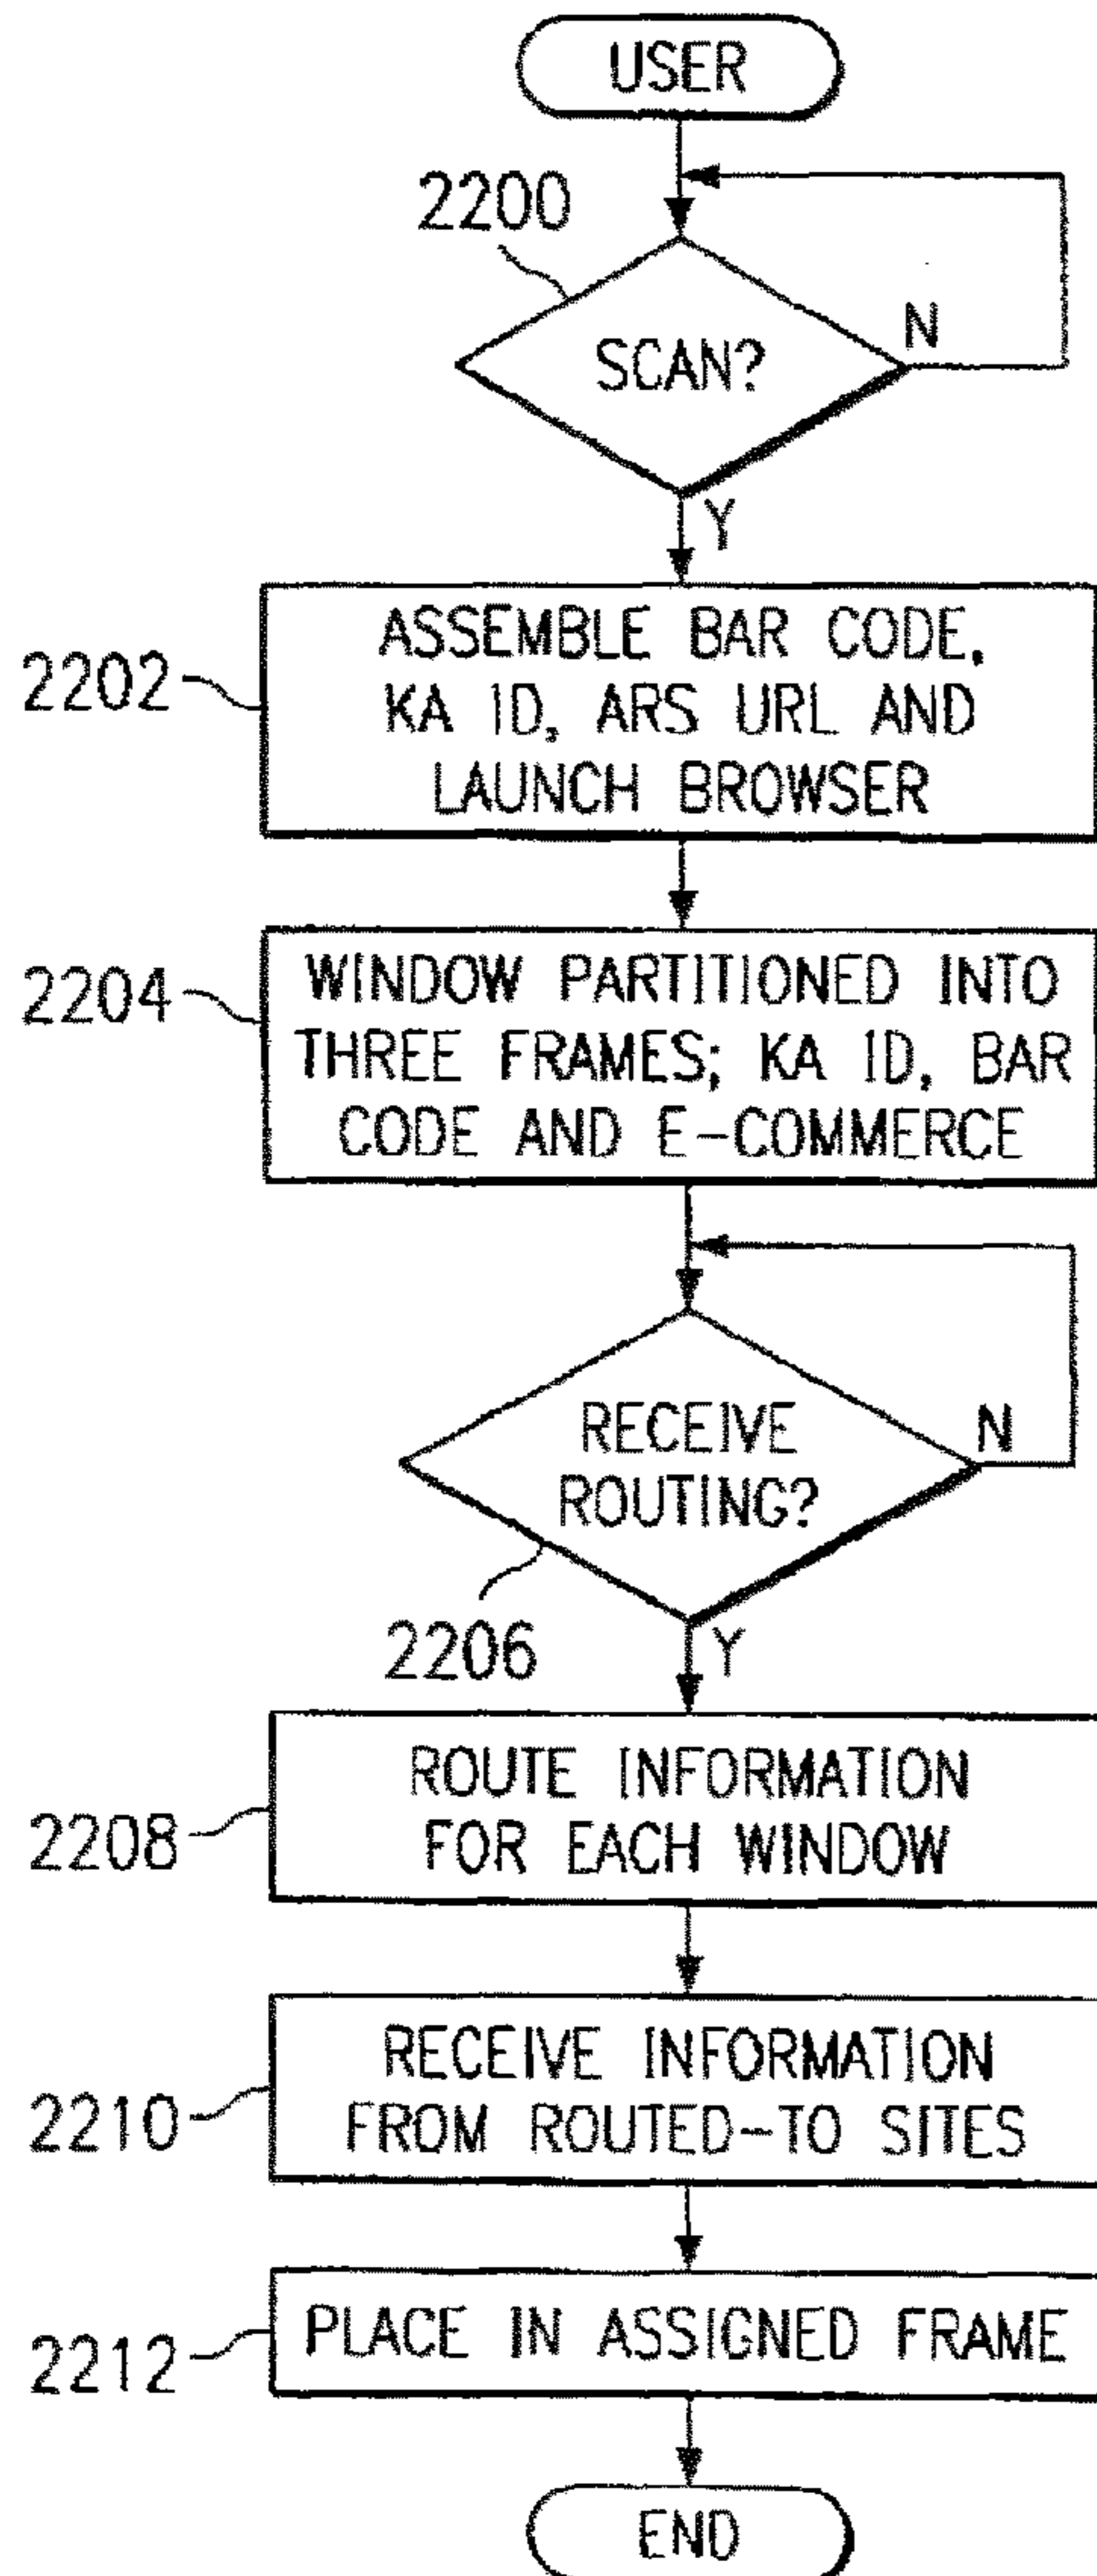 USER
2200
SCAN?
N
Y
2202
ASSEMBLE BAR CODE,
KA ID, ARS URL AND
LAUNCH BROWSER
2204
WINDOW PARTITIONED INTO
THREE FRAMES; KA ID, BAR
CODE AND E-COMMERCE
RECEIVE
ROUTING?
N
2206
Y
2208
ROUTE INFORMATION
FOR EACH WINDOW
2210
RECEIVE INFORMATION
FROM ROUTED-TO SITES
2212
PLACE IN ASSIGNED FRAME
END